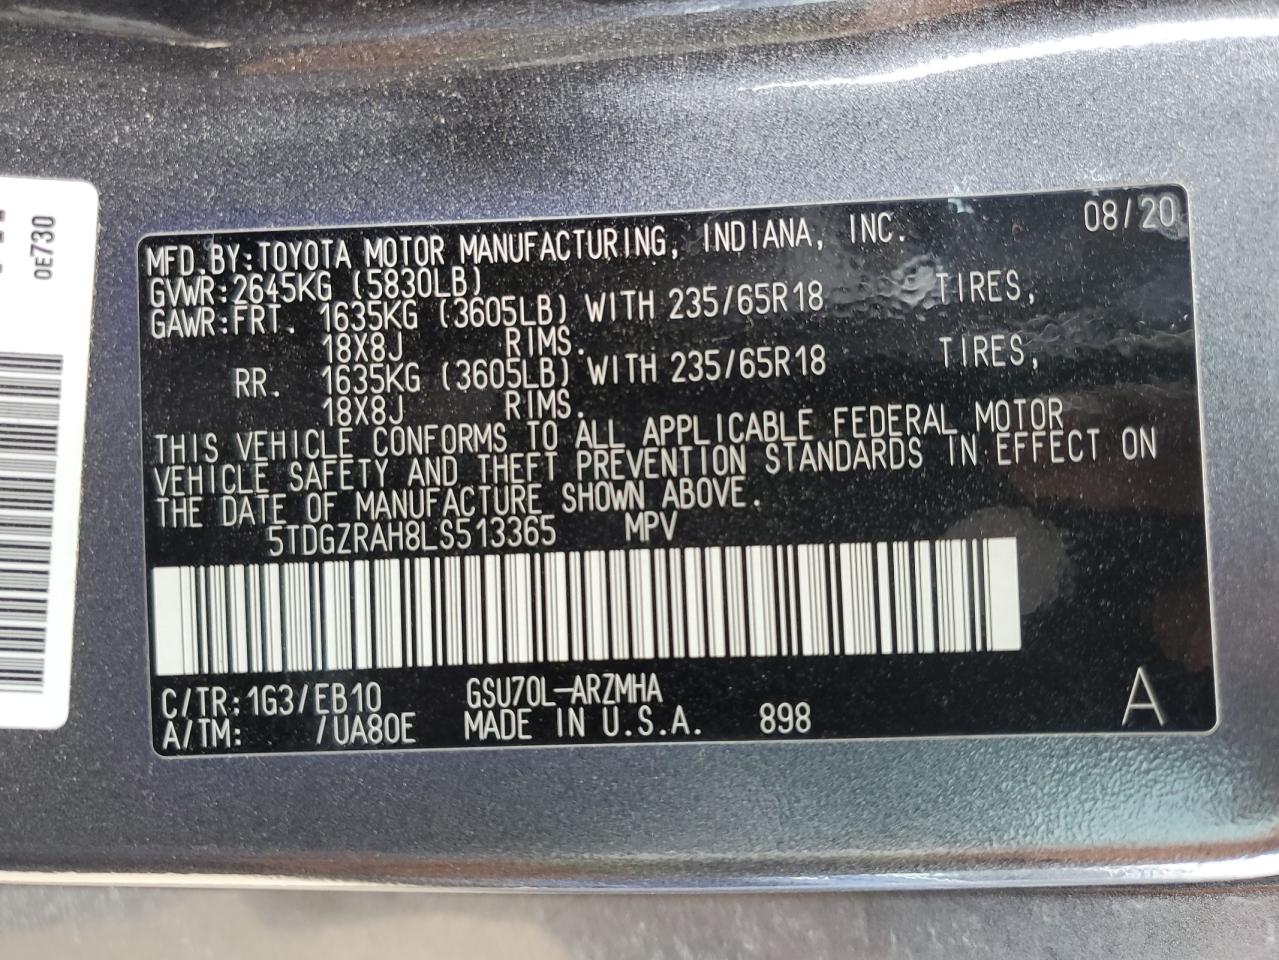 MFD.BY:TOYOTA MOTOR MANUFACTURING, INDIANA, INC. 08/20
GVWR:2645KG (5830LB)
GAWR:FRT. 1635KG (3605LB) WITH 235/65R18 TIRES,
18X8J RIMS.
RR. 1635KG (3605LB) WITH 235/65R18 TIRES,
18X8J RIMS.
THIS VEHICLE CONFORMS TO ALL APPLICABLE FEDERAL MOTOR
VEHICLE SAFETY AND THEFT PREVENTION STANDARDS IN EFFECT ON
THE DATE OF MANUFACTURE SHOWN ABOVE.
5TDGZRAH8LS513365 MPV
C/TR:1G3/EB10 GSU70L-ARZMHA
A/TM: /UA80E MADE IN U.S.A. 898 A
0E730